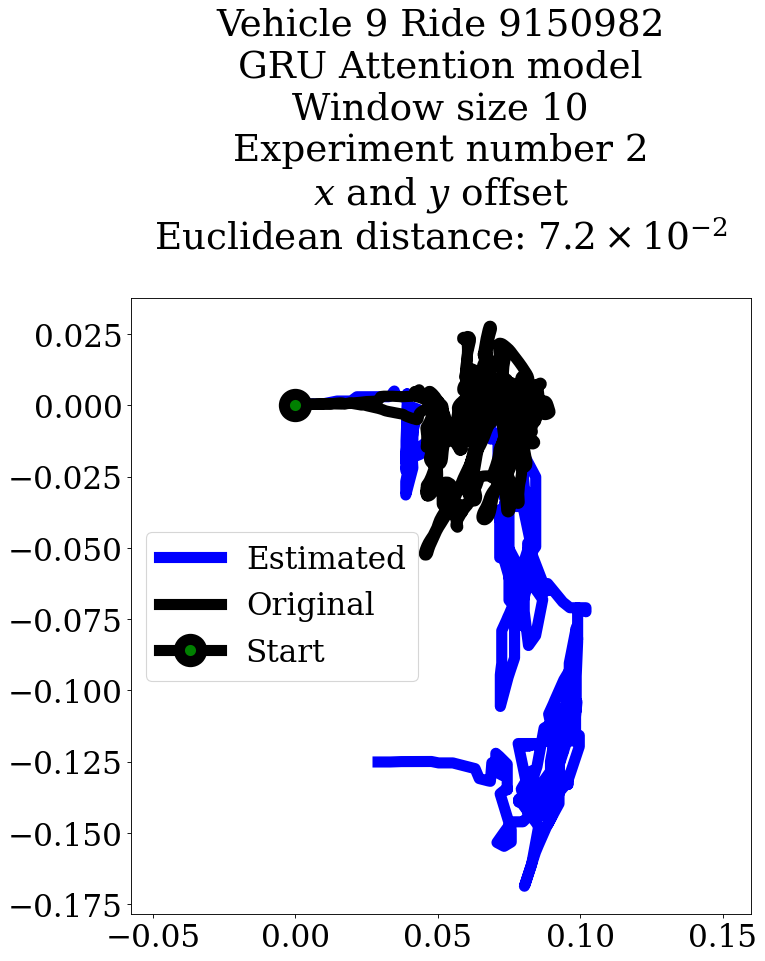 Vehicle 9 Ride 9150982
GRU Attention model
Window size 10
Experiment number 2
x and y offset
Euclidean distance: 7.2 × 10⁻²
0.025
0.000
−0.025
−0.050
−0.075
−0.100
−0.125
−0.150
−0.175
Estimated
Original
Start
−0.05 0.00 0.05 0.10 0.15